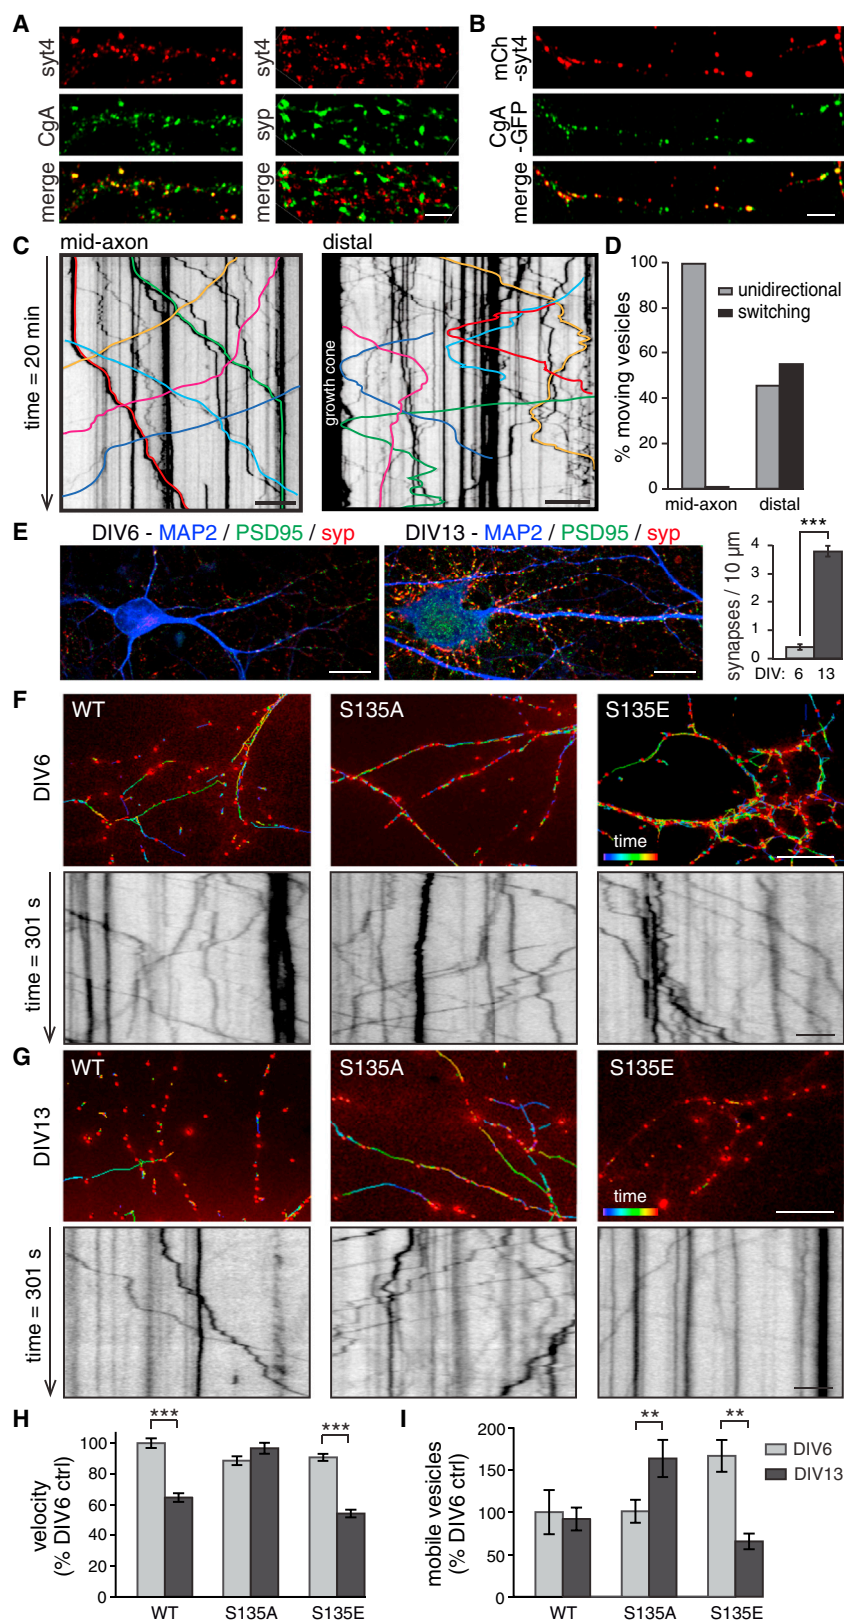 A
syt4
CgA
merge
syt4
syp
merge
B
mCh
-syt4
CgA
-GFP
merge
C
mid-axon
distal
time = 20 min
growth cone
D
% moving vesicles
100
80
60
40
20
0
unidirectional
switching
mid-axon
distal
E
DIV6 - MAP2 / PSD95 / syp
DIV13 - MAP2 / PSD95 / syp
synapses / 10 µm
4
3
2
1
0
***
DIV: 6 13
F
DIV6
WT
S135A
S135E
time
time = 301 s
G
DIV13
WT
S135A
S135E
time
time = 301 s
H
velocity
(% DIV6 ctrl)
100
80
60
40
20
0
***
***
WT
S135A
S135E
I
mobile vesicles
(% DIV6 ctrl)
200
150
100
50
0
**
**
DIV6
DIV13
WT
S135A
S135E